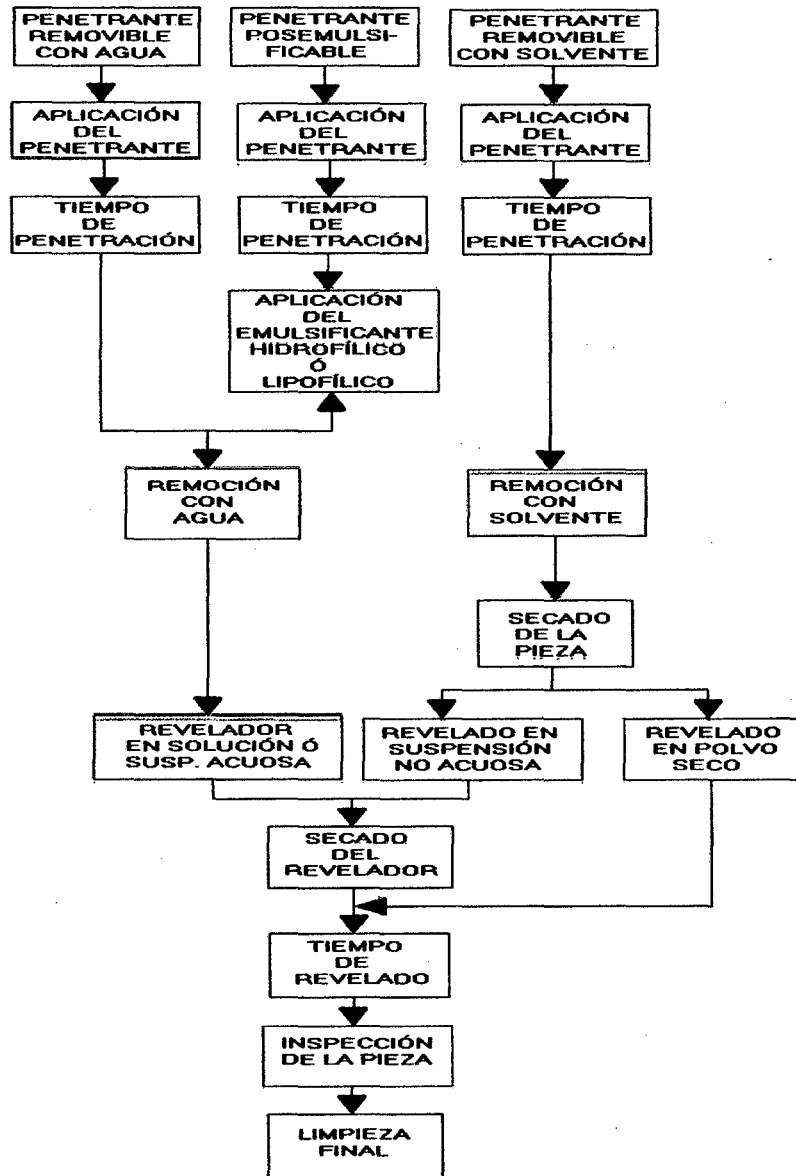 PENETRANTE
REMOVIBLE
CON AGUA
PENETRANTE
POSEMULSI-
FICABLE
PENETRANTE
REMOVIBLE
CON SOLVENTE
APLICACIÓN
DEL
PENETRANTE
APLICACIÓN
DEL
PENETRANTE
APLICACIÓN
DEL
PENETRANTE
TIEMPO
DE
PENETRACIÓN
TIEMPO
DE
PENETRACIÓN
TIEMPO
DE
PENETRACIÓN
APLICACIÓN
DEL
EMULSIFICANTE
HIDROFÍLICO
Ó
LIPOFÍLICO
REMOCIÓN
CON
AGUA
REMOCIÓN
CON
SOLVENTE
SECADO
DE LA
PIEZA
REVELADOR
EN SOLUCIÓN Ó
SUSP. ACUOSA
REVELADO EN
SUSPENSIÓN
NO ACUOSA
REVELADO
EN POLVO
SECO
SECADO
DEL
REVELADOR
TIEMPO
DE
REVELADO
INSPECCIÓN
DE LA PIEZA
LIMPIEZA
FINAL